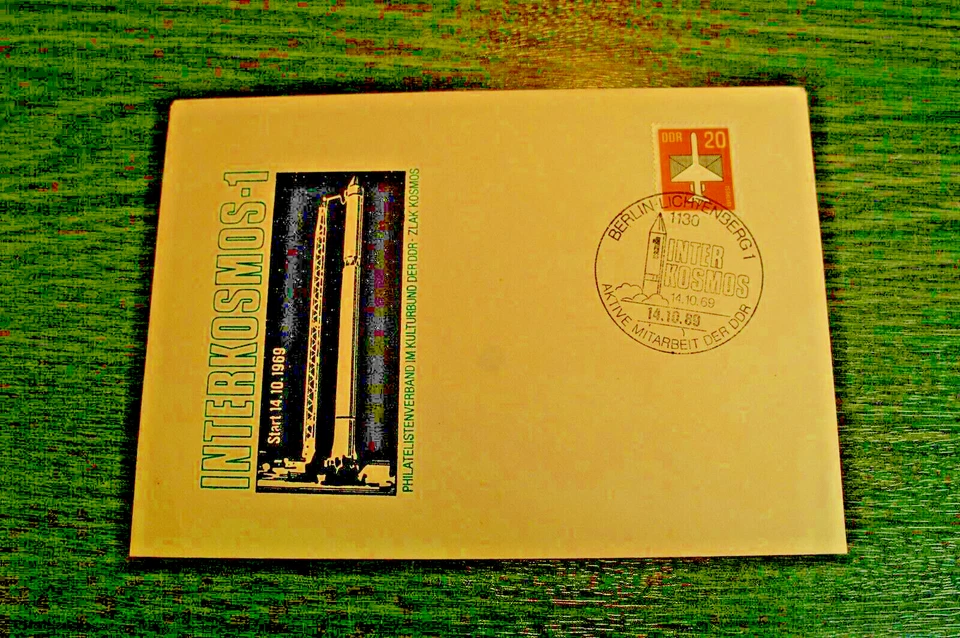 INTERKOSMOS-1
Start 14.10.1969
PHILATELISTENVERBAND IM KULTURBUND DER DDR · ZLAK KOSMOS
DDR 20
BERLIN-LICHTENBERG 1
1130
INTER
KOSMOS
14.10.69
14.10.89
AKTIVE MITARBEIT DER DDR